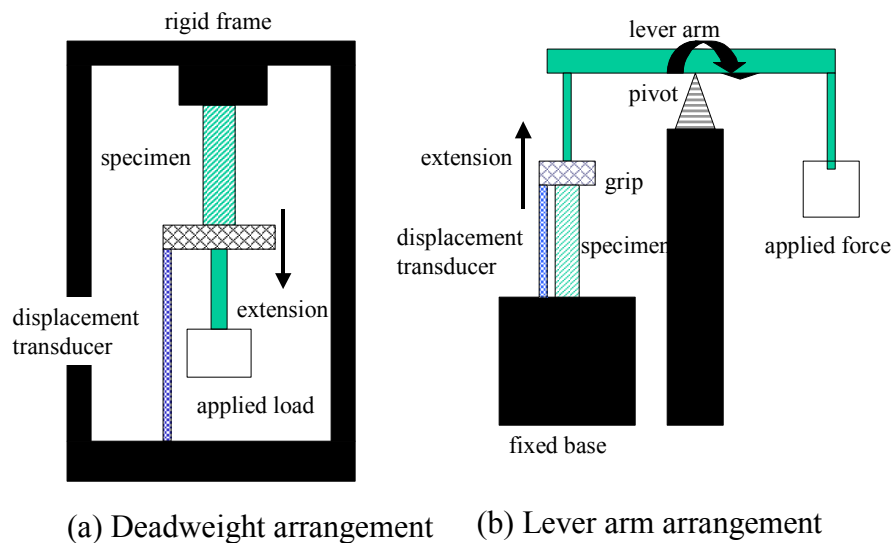 rigid frame
specimen
extension
displacement
transducer
applied load
(a) Deadweight arrangement
lever arm
pivot
extension
grip
displacement
transducer
specimen
applied force
fixed base
(b) Lever arm arrangement